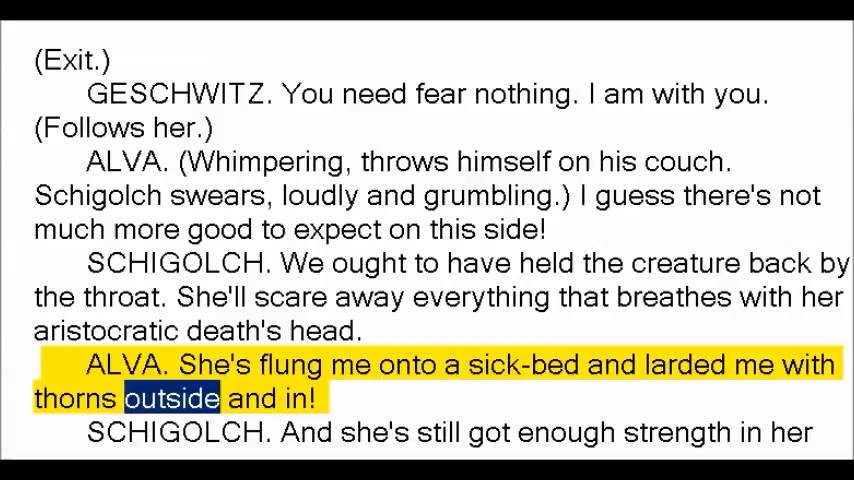 (Exit.)
GESCHWITZ. You need fear nothing. I am with you.
(Follows her.)
ALVA. (Whimpering, throws himself on his couch.
Schigolch swears, loudly and grumbling.) I guess there's not
much more good to expect on this side!
SCHIGOLCH. We ought to have held the creature back by
the throat. She'll scare away everything that breathes with her
aristocratic death's head.
ALVA. She's flung me onto a sick-bed and larded me with
thorns outside and in!
SCHIGOLCH. And she's still got enough strength in her